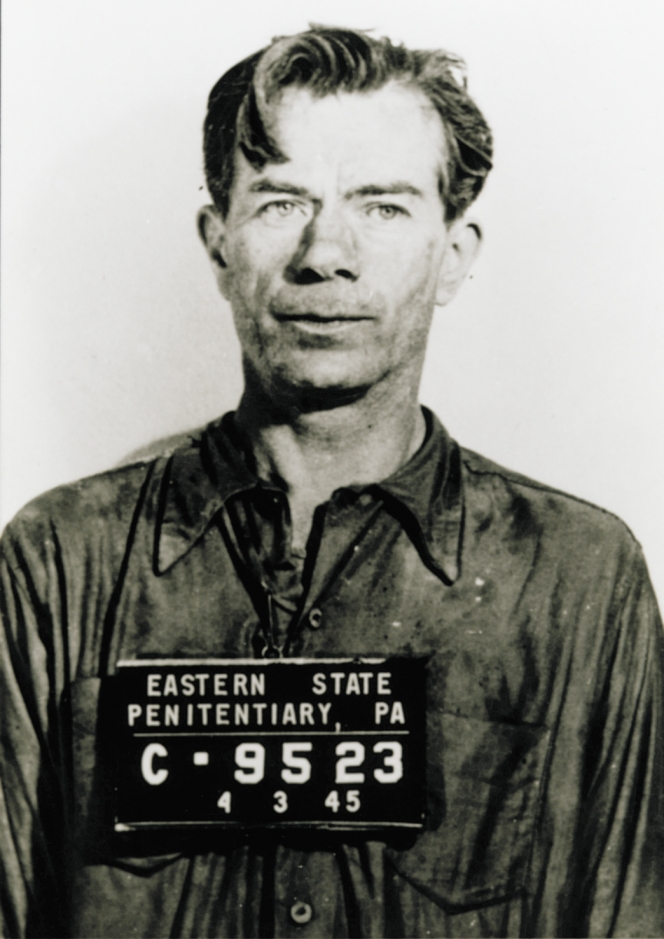 EASTERN STATE
PENITENTIARY, PA
C-9523
4 3 45